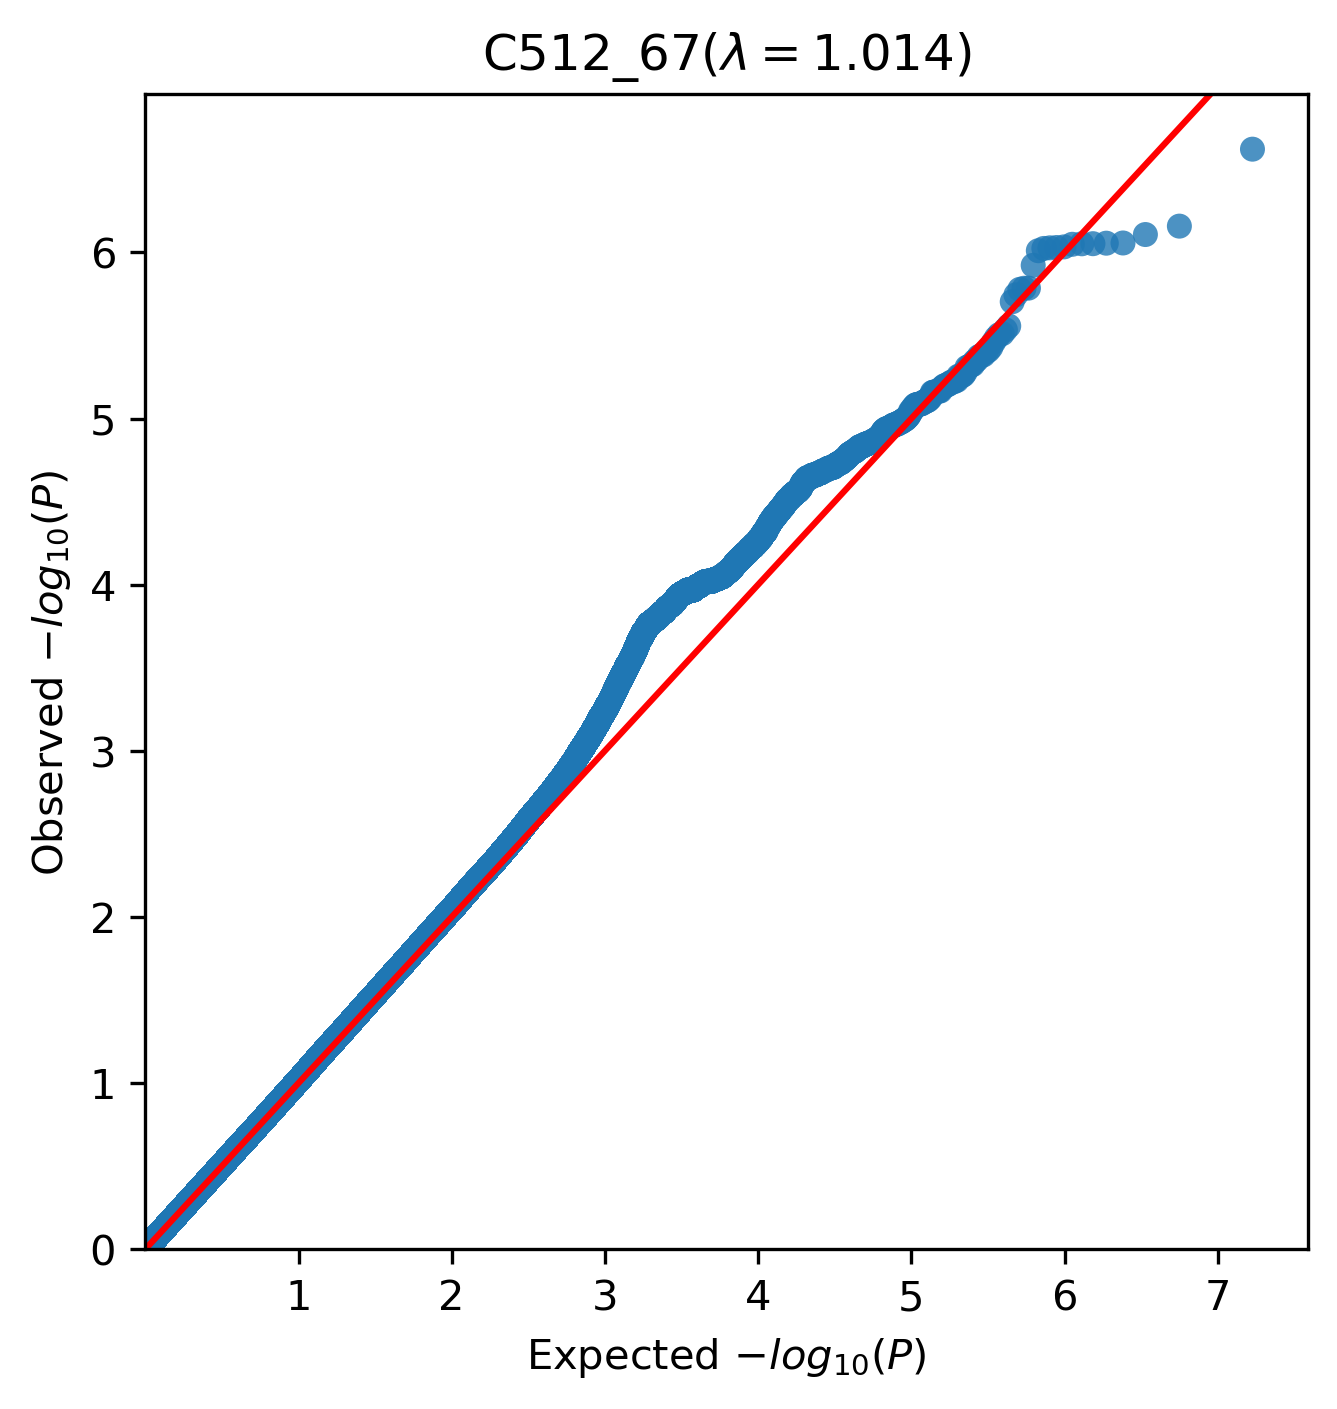 C512_67(λ = 1.014)
Observed −log₁₀(P)
6
5
4
3
2
1
0
1 2 3 4 5 6 7
Expected −log₁₀(P)